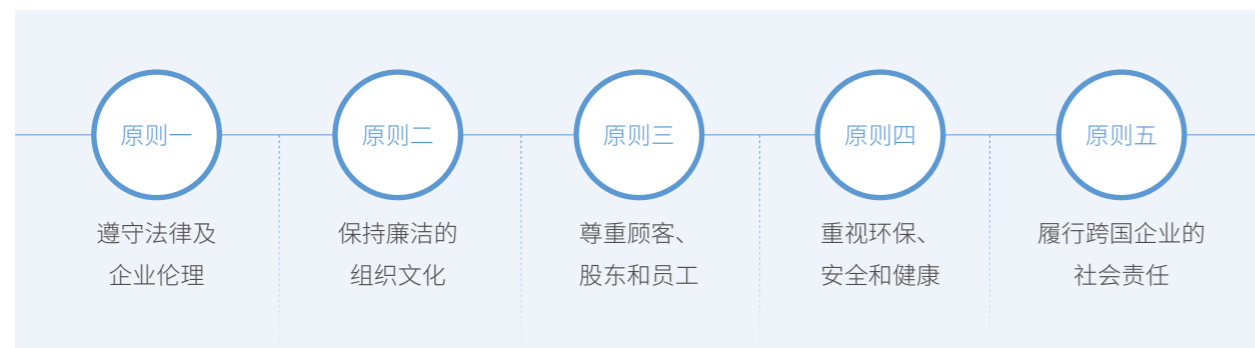 原则一
遵守法律及
企业伦理
原则二
保持廉洁的
组织文化
原则三
尊重顾客、
股东和员工
原则四
重视环保、
安全和健康
原则五
履行跨国企业的
社会责任